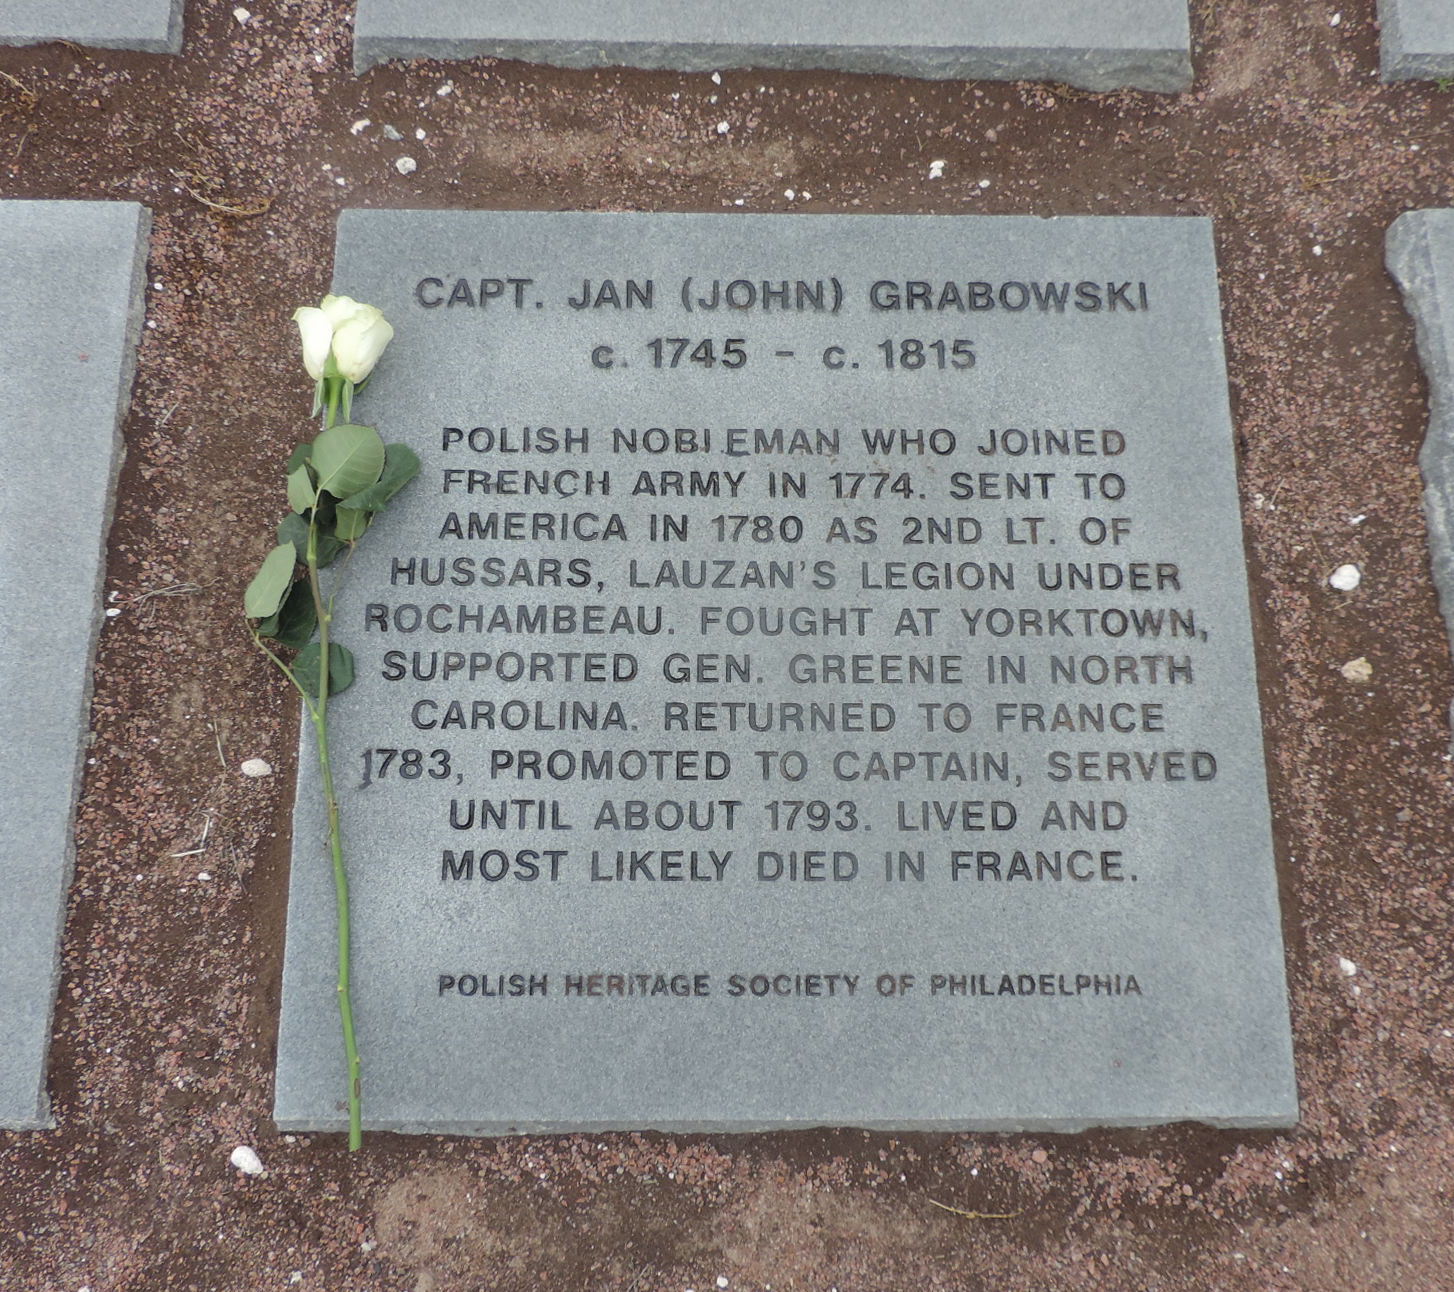 CAPT. JAN (JOHN) GRABOWSKI
c. 1745 - c. 1815
POLISH NOBLEMAN WHO JOINED
FRENCH ARMY IN 1774. SENT TO
AMERICA IN 1780 AS 2ND LT. OF
HUSSARS, LAUZAN'S LEGION UNDER
ROCHAMBEAU. FOUGHT AT YORKTOWN,
SUPPORTED GEN. GREENE IN NORTH
CAROLINA. RETURNED TO FRANCE
1783, PROMOTED TO CAPTAIN, SERVED
UNTIL ABOUT 1793. LIVED AND
MOST LIKELY DIED IN FRANCE.
POLISH HERITAGE SOCIETY OF PHILADELPHIA